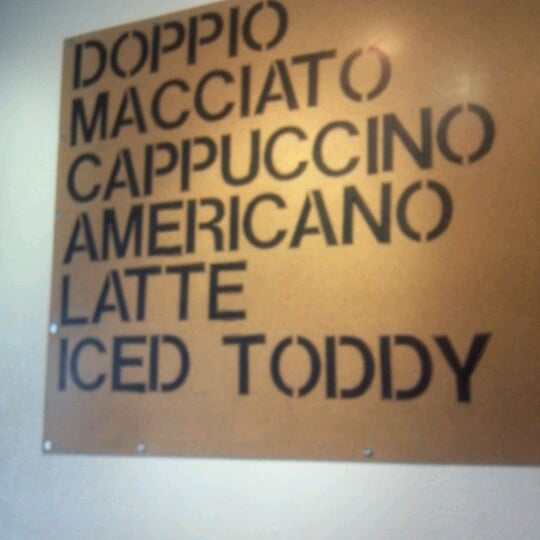 DOPPIO
MACCIATO
CAPPUCCINO
AMERICANO
LATTE
ICED TODDY